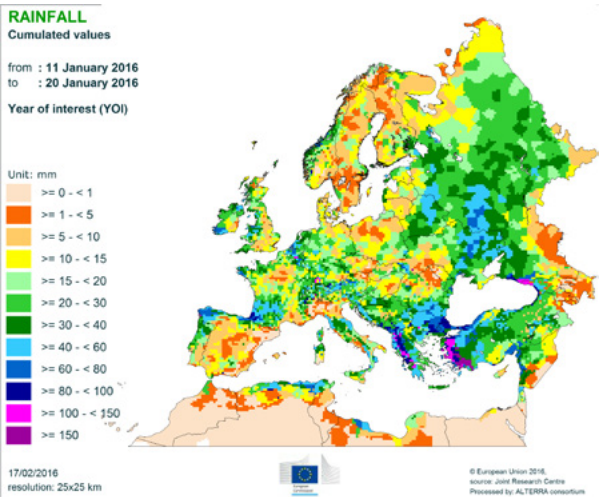 RAINFALL
Cumulated values
from : 11 January 2016
to : 20 January 2016
Year of interest (YOI)
Unit: mm
>= 0 - < 1
>= 1 - < 5
>= 5 - < 10
>= 10 - < 15
>= 15 - < 20
>= 20 - < 30
>= 30 - < 40
>= 40 - < 60
>= 60 - < 80
>= 80 - < 100
>= 100 - < 150
>= 150
17/02/2016
resolution: 25x25 km
European
Commission
© European Union 2016,
source: Joint Research Centre
Processed by: ALTERRA consortium